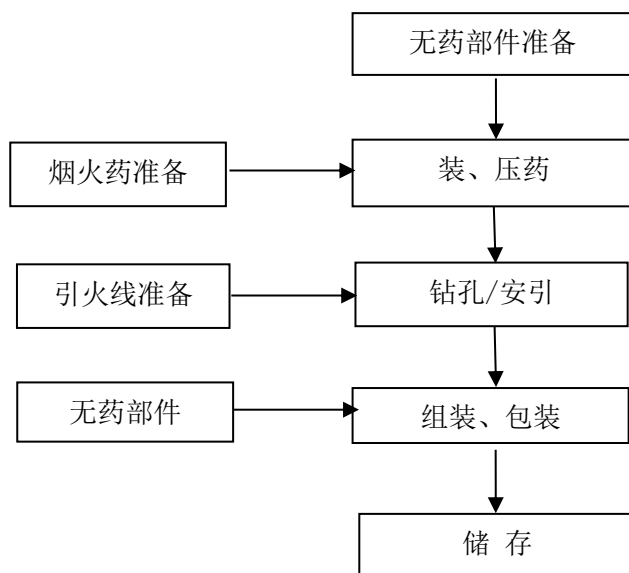 无药部件准备
烟火药准备
装、压药
引火线准备
钻孔/安引
无药部件
组装、包装
储 存